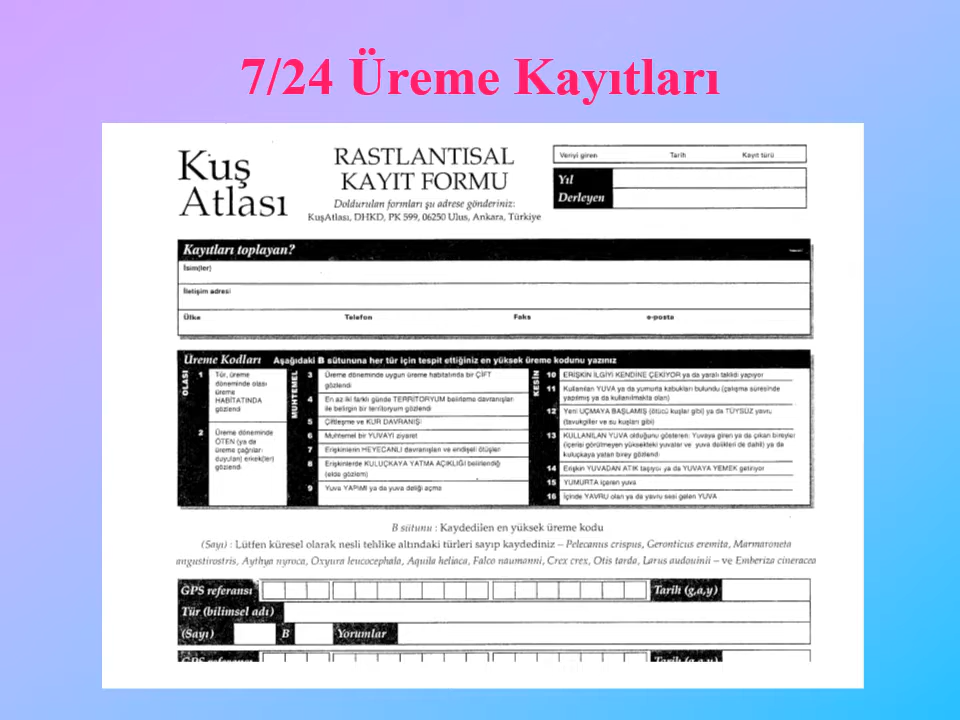 7/24 Üreme Kayıtları
Kuş
Atlası
RASTLANTISAL
KAYIT FORMU
Doldurulan formları şu adrese gönderiniz:
KuşAtlası, DHKD, PK 599, 06250 Ulus, Ankara, Türkiye
Veriyi giren Tarih Kayıt türü
Yıl
Derleyen
Kayıtları toplayan?
İsim(ler)
İletişim adresi
Ülke Telefon Faks e-posta
Üreme Kodları Aşağıdaki B sütununa her tür için tespit ettiğiniz en yüksek üreme kodunu yazınız
OLASI
1 Tür, üreme
döneminde olası
üreme
HABITATINDA
gözlendi
2 Üreme döneminde
ÖTEN (ya da
üreme çağrıları
duyulan) erkek(ler)
gözlendi
MUHTEMEL
3 Üreme döneminde uygun üreme habitatında bir ÇİFT
gözlendi
4 En az iki farklı günde TERRİTORYUM belirleme davranışları
ile belirgin bir territoryum gözlendi
5 Çiftleşme ve KUR DAVRANIŞI
6 Muhtemel bir YUVAYI ziyaret
7 Erişkinlerin HEYECANLI davranışları ve endişeli ötüşleri
8 Erişkinlerde KULUÇKAYA YATMA AÇIKLIĞI belirlendiği
(elde gözlem)
9 Yuva YAPIMI ya da yuva deliği açma
KESİN
10 ERİŞKİN İLGİYİ KENDİNE ÇEKİYOR ya da yaralı taklidi yapıyor
11 Kullanılan YUVA ya da yumurta kabukları bulundu (çalışma süresinde
yapılmış ya da kullanılmakta olan)
12 Yeni UÇMAYA BAŞLAMIŞ (ötücü kuşlar gibi) ya da TÜYSÜZ yavru
(tavukgiller ve su kuşları gibi)
13 KULLANILAN YUVA olduğunu gösteren: Yuvaya giren ya da çıkan bireyler
(içerisi görülmeyen yüksekteki yuvalar ve yuva delikleri de dahil) ya da
kuluçkaya yatan birey gözlendi
14 Erişkin YUVADAN ATIK taşıyor ya da YUVAYA YEMEK getiriyor
15 YUMURTA içeren yuva
16 İçinde YAVRU olan ya da yavru sesi gelen YUVA
B sütunu : Kaydedilen en yüksek üreme kodu
(Sayı) : Lütfen küresel olarak nesli tehlike altındaki türleri sayıp kaydediniz – Pelecanus crispus, Geronticus eremita, Marmaroneta
angustirostris, Aythya nyroca, Oxyura leucocephala, Aquila heliaca, Falco naumanni, Crex crex, Otis tarda, Larus audouinii – ve Emberiza cineracea
GPS referansı Tarih (g,a,y)
Tür (bilimsel adı)
(Sayı) B Yorumlar
GPS referansı Tarih (g,a,y)